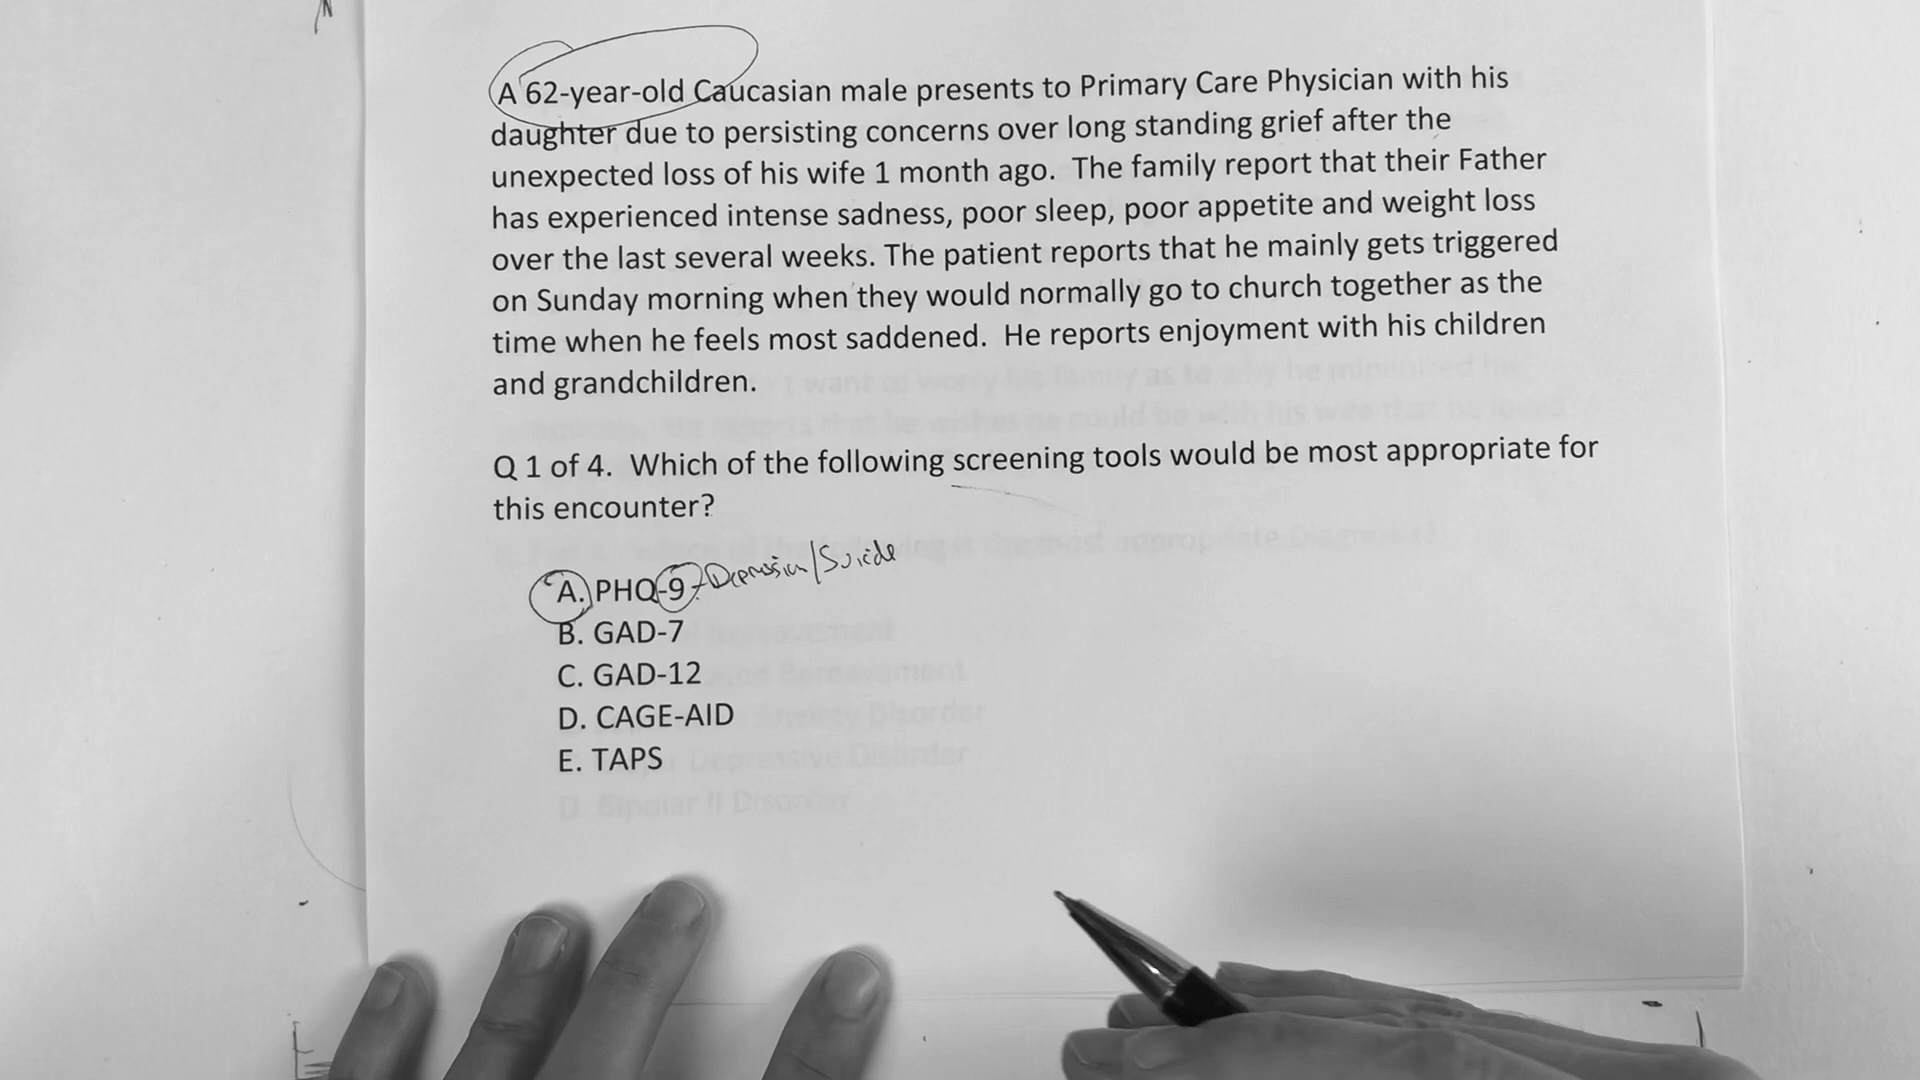 A 62-year-old Caucasian male presents to Primary Care Physician with his
daughter due to persisting concerns over long standing grief after the
unexpected loss of his wife 1 month ago. The family report that their Father
has experienced intense sadness, poor sleep, poor appetite and weight loss
over the last several weeks. The patient reports that he mainly gets triggered
on Sunday morning when they would normally go to church together as the
time when he feels most saddened. He reports enjoyment with his children
and grandchildren.
Q 1 of 4. Which of the following screening tools would be most appropriate for
this encounter?
A. PHQ-9 - Depression/Suicide
B. GAD-7
C. GAD-12
D. CAGE-AID
E. TAPS